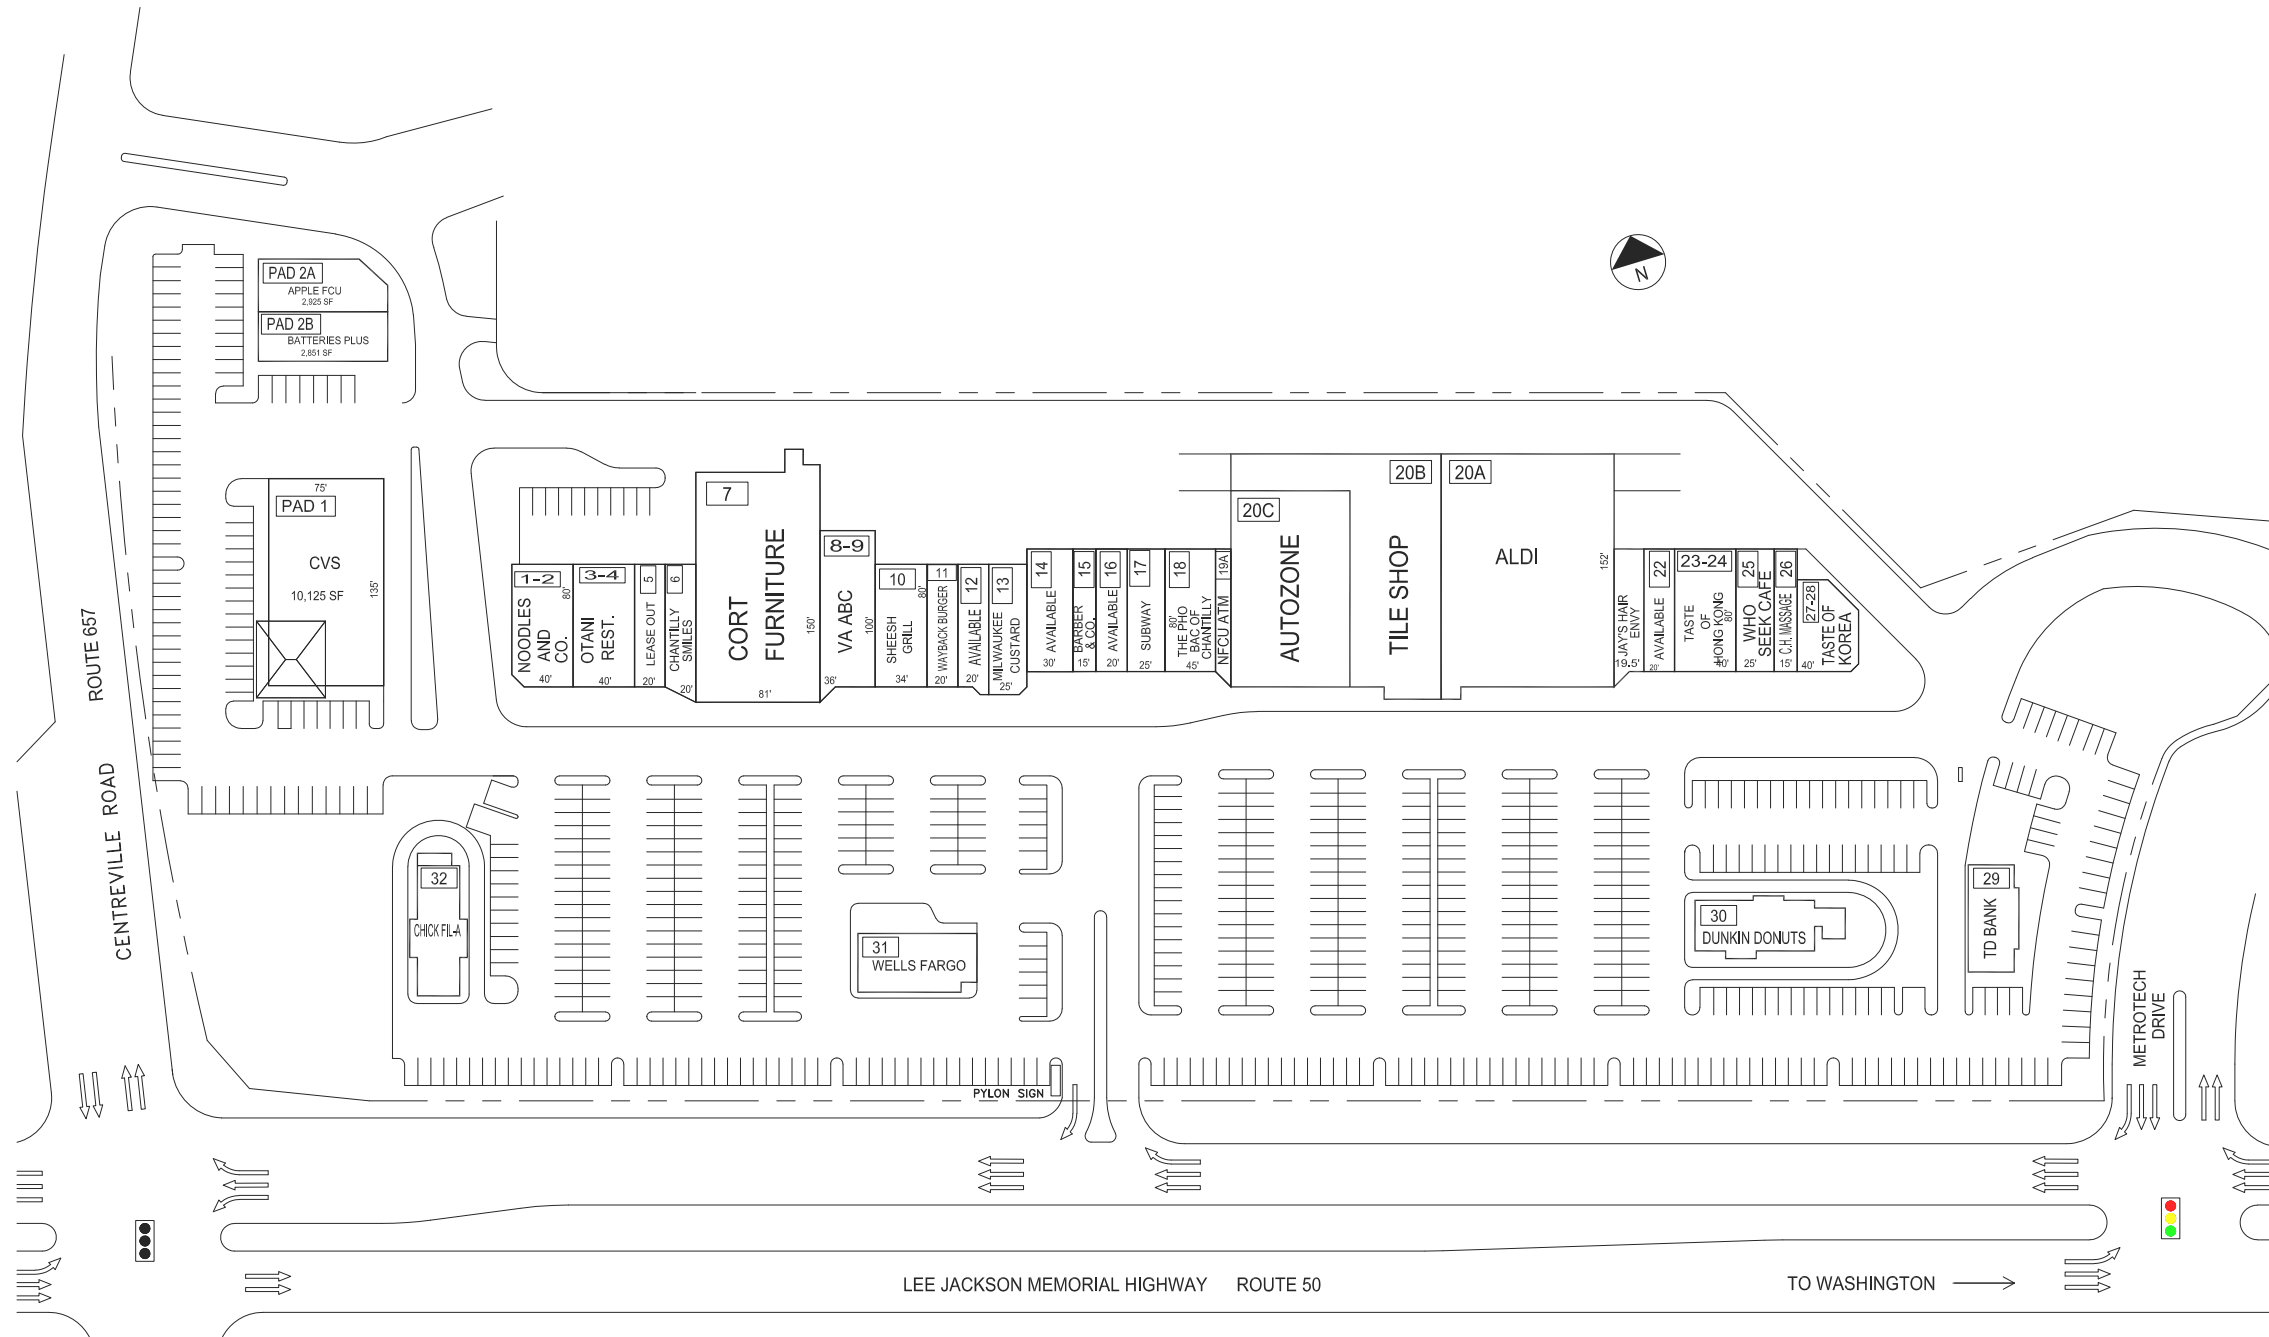 PAD 2A
APPLE FCU
2,925 SF
PAD 2B
BATTERIES PLUS
2,851 SF
N
ROUTE 657
CENTREVILLE ROAD
75'
PAD 1
CVS
10,125 SF
135'
1-2
NOODLES
AND
CO.
80'
40'
3-4
OTANI
REST.
40'
5
LEASE OUT
20'
6
CHANTILLY
SMILES
20'
7
CORT
FURNITURE
150'
81'
8-9
VA ABC
100'
36'
10
SHEESH
GRILL
80'
34'
11
WAYBACK BURGER
20'
12
AVAILABLE
20'
13
MILWAUKEE
CUSTARD
25'
14
AVAILABLE
30'
15
BARBER
& CO.
15'
16
AVAILABLE
20'
17
SUBWAY
25'
18
THE PHO
BAC OF
CHANTILLY
80'
45'
19A
NFCU ATM
20C
AUTOZONE
20B
TILE SHOP
20A
ALDI
152'
JAY'S HAIR
ENVY
19.5'
22
AVAILABLE
20'
23-24
TASTE
OF
HONG KONG
80'
40'
25
WHO
SEEK CAFE
25'
26
C.H. MASSAGE
15'
27-28
TASTE OF
KOREA
40'
32
CHICK FIL-A
31
WELLS FARGO
30
DUNKIN DONUTS
29
TD BANK
METROTECH
DRIVE
PYLON SIGN
LEE JACKSON MEMORIAL HIGHWAY ROUTE 50
TO WASHINGTON